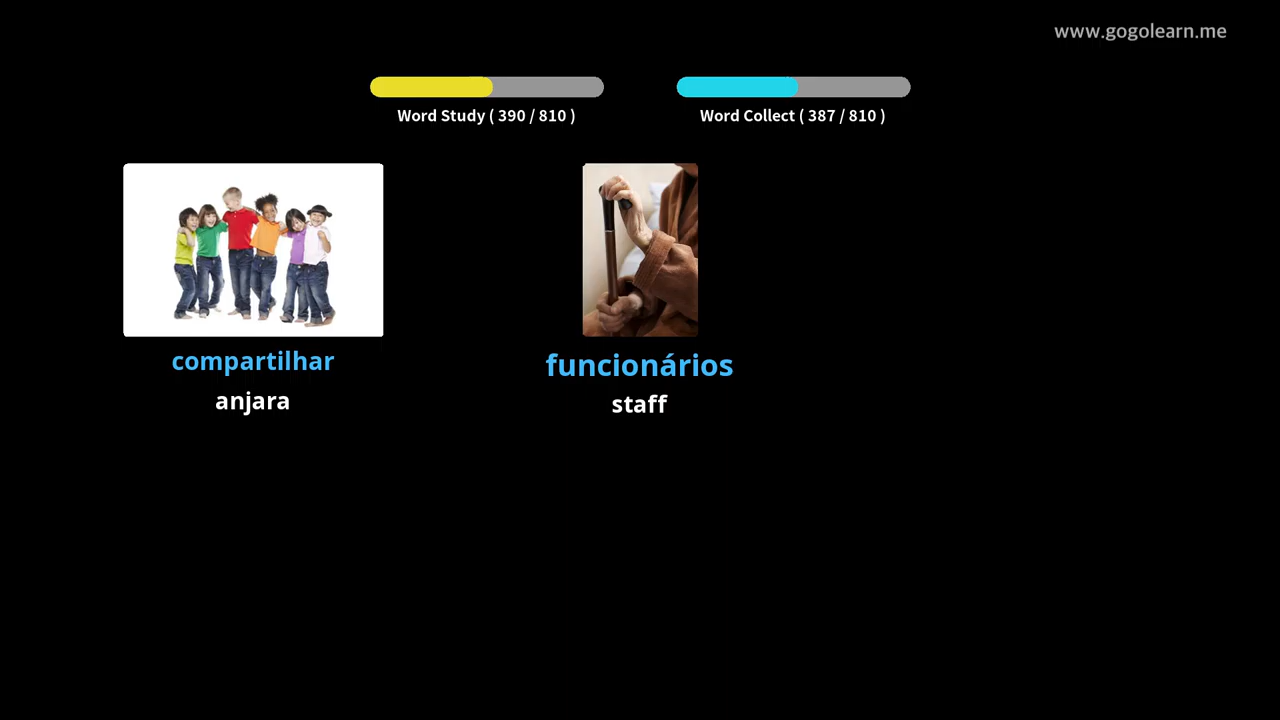 www.gogolearn.me
Word Study ( 390 / 810 )
Word Collect ( 387 / 810 )
compartilhar
anjara
funcionários
staff